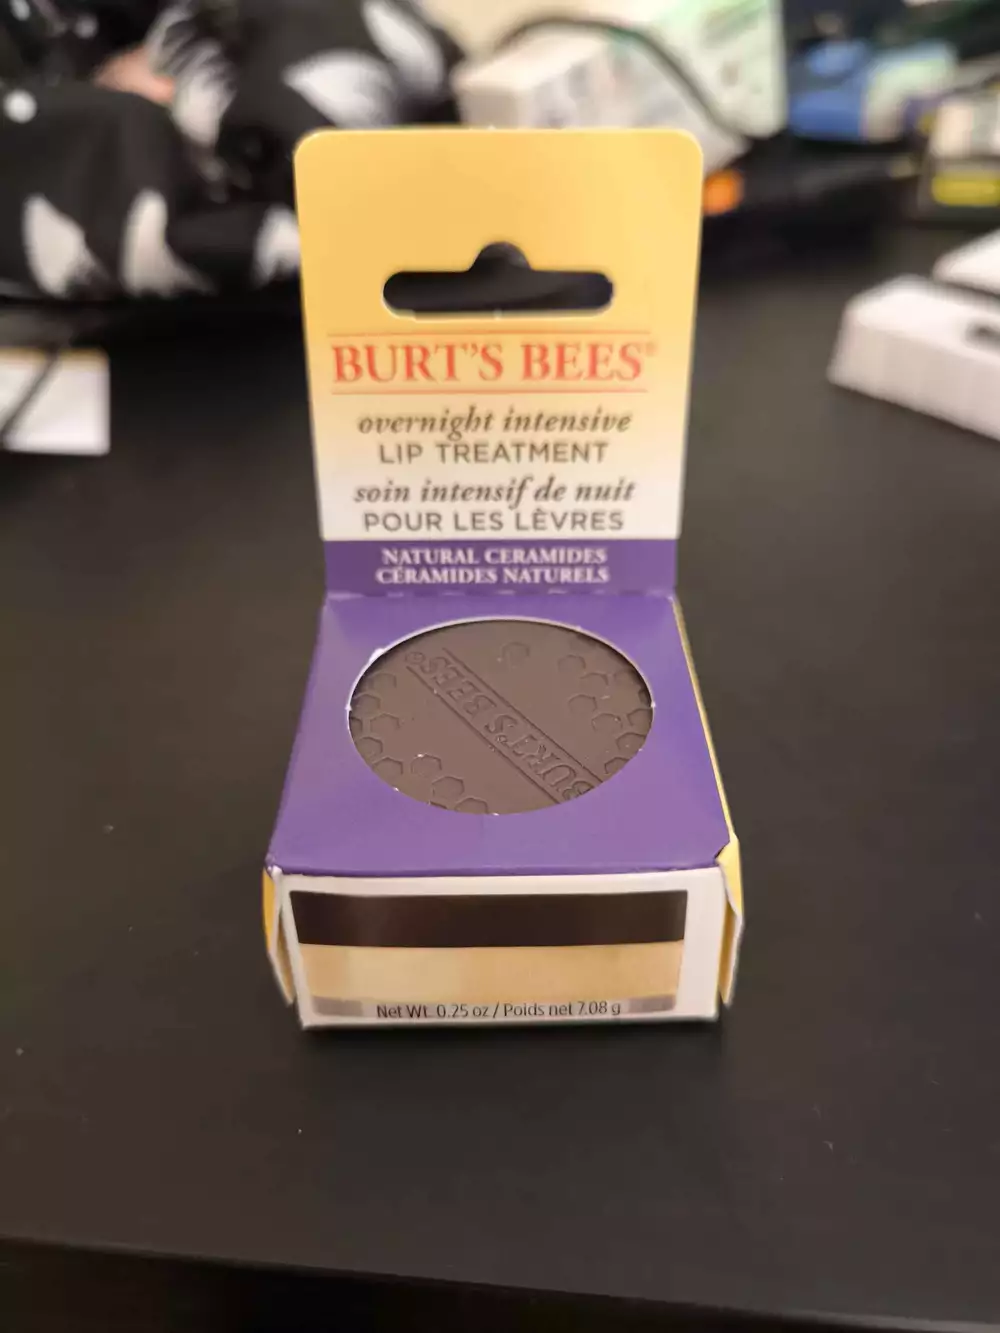 BURT'S BEES®
overnight intensive
LIP TREATMENT
soin intensif de nuit
POUR LES LÈVRES
NATURAL CERAMIDES
CÉRAMIDES NATURELS
BURT'S BEES®
Net Wt. 0.25 oz / Poids net 7.08 g